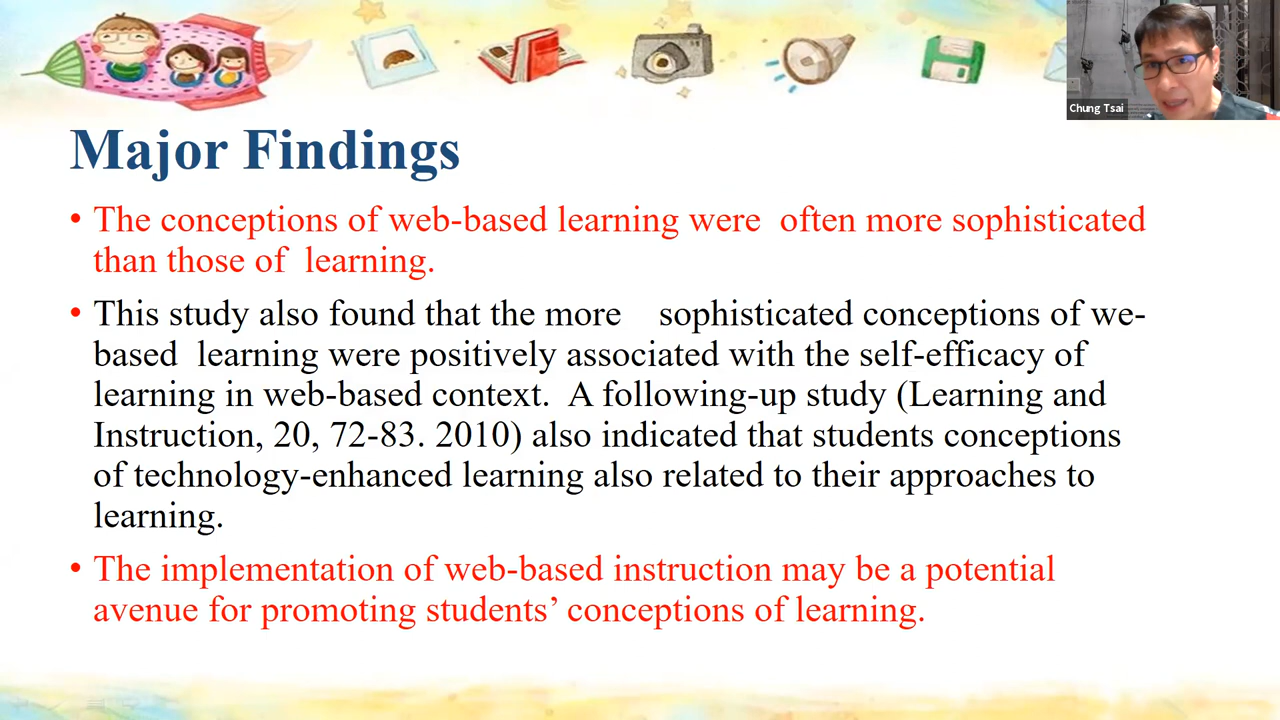 Chung Tsai
Major Findings
• The conceptions of web-based learning were often more sophisticated
than those of learning.
• This study also found that the more sophisticated conceptions of we-
based learning were positively associated with the self-efficacy of
learning in web-based context. A following-up study (Learning and
Instruction, 20, 72-83. 2010) also indicated that students conceptions
of technology-enhanced learning also related to their approaches to
learning.
• The implementation of web-based instruction may be a potential
avenue for promoting students’ conceptions of learning.